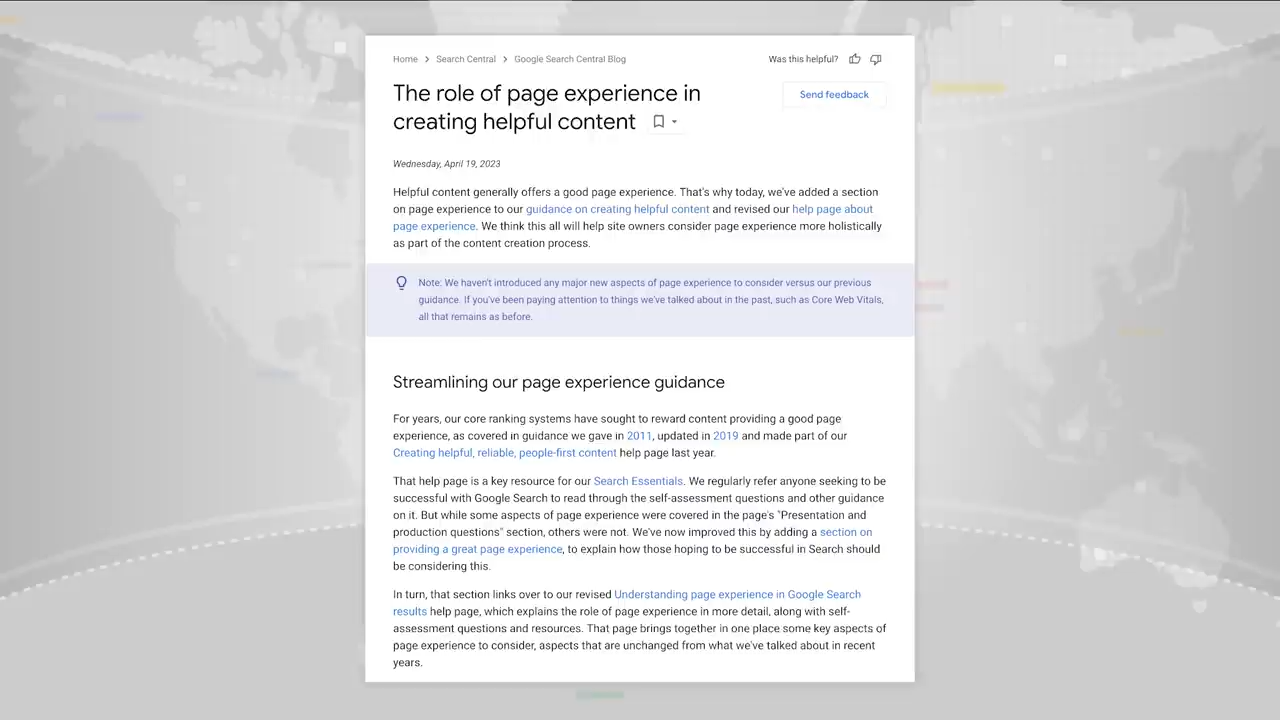 Home > Search Central > Google Search Central Blog
Was this helpful?
The role of page experience in
creating helpful content
Send feedback
Wednesday, April 19, 2023
Helpful content generally offers a good page experience. That's why today, we've added a section
on page experience to our guidance on creating helpful content and revised our help page about
page experience. We think this all will help site owners consider page experience more holistically
as part of the content creation process.
Note: We haven't introduced any major new aspects of page experience to consider versus our previous
guidance. If you've been paying attention to things we've talked about in the past, such as Core Web Vitals,
all that remains as before.
Streamlining our page experience guidance
For years, our core ranking systems have sought to reward content providing a good page
experience, as covered in guidance we gave in 2011, updated in 2019 and made part of our
Creating helpful, reliable, people-first content help page last year.
That help page is a key resource for our Search Essentials. We regularly refer anyone seeking to be
successful with Google Search to read through the self-assessment questions and other guidance
on it. But while some aspects of page experience were covered in the page's "Presentation and
production questions" section, others were not. We've now improved this by adding a section on
providing a great page experience, to explain how those hoping to be successful in Search should
be considering this.
In turn, that section links over to our revised Understanding page experience in Google Search
results help page, which explains the role of page experience in more detail, along with self-
assessment questions and resources. That page brings together in one place some key aspects of
page experience to consider, aspects that are unchanged from what we've talked about in recent
years.